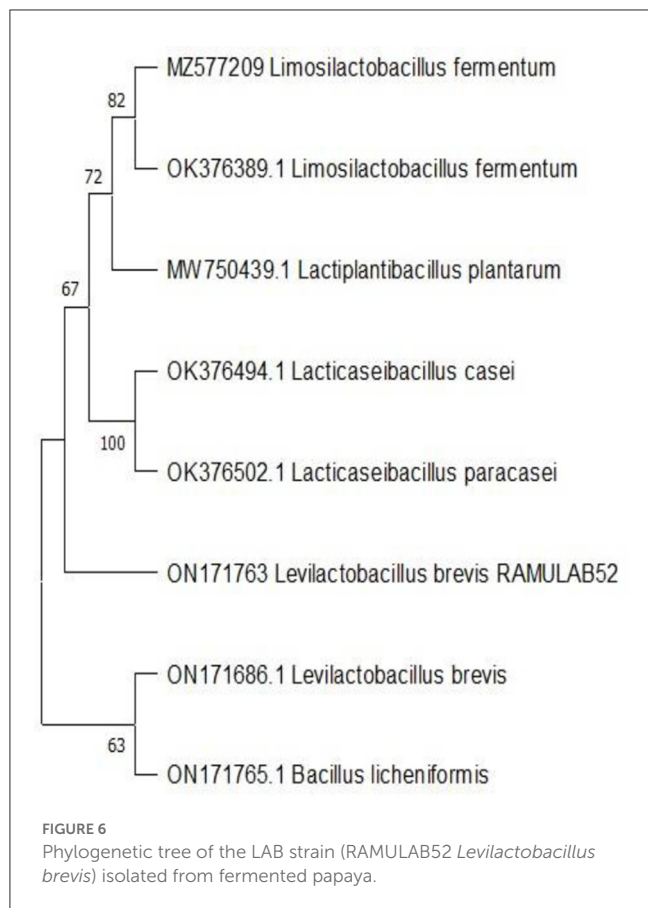 MZ577209 Limosilactobacillus fermentum
82
OK376389.1 Limosilactobacillus fermentum
72
MW750439.1 Lactiplantibacillus plantarum
67
OK376494.1 Lacticaseibacillus casei
100
OK376502.1 Lacticaseibacillus paracasei
ON171763 Levilactobacillus brevis RAMULAB52
ON171686.1 Levilactobacillus brevis
63
ON171765.1 Bacillus licheniformis
FIGURE 6
Phylogenetic tree of the LAB strain (RAMULAB52 Levilactobacillus
brevis) isolated from fermented papaya.